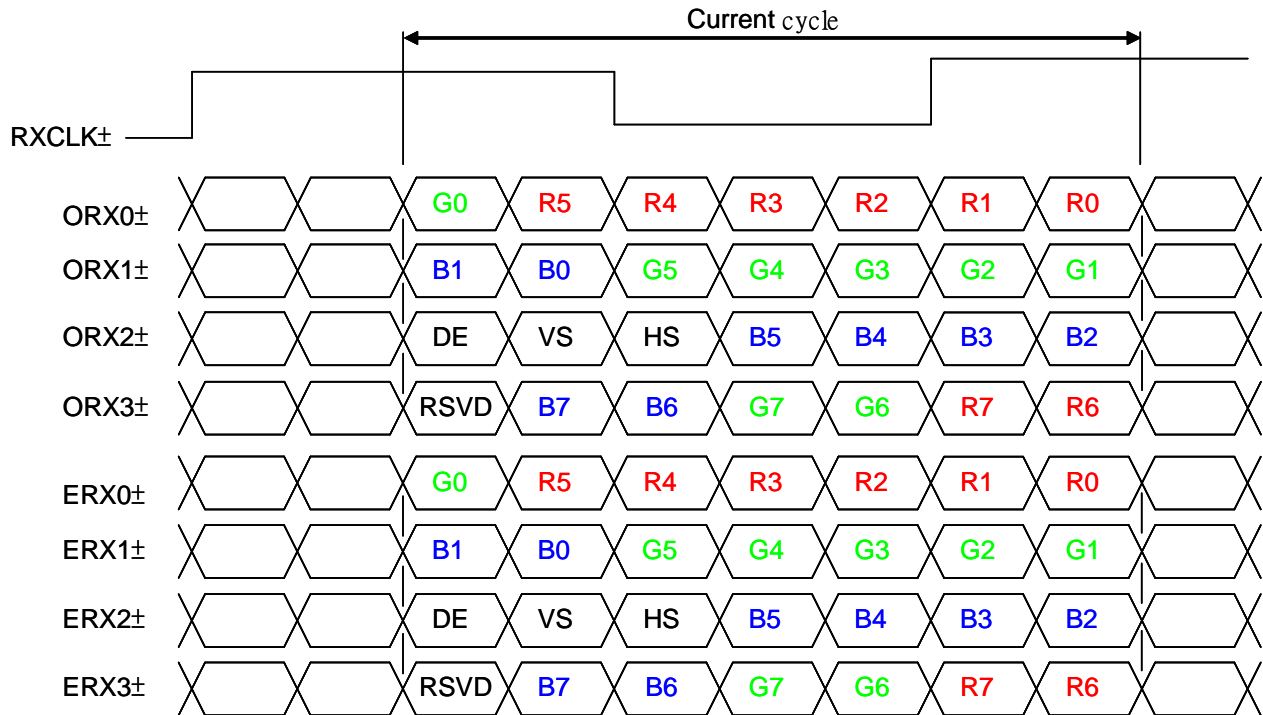 Current cycle
RXCLK±
ORX0± G0 R5 R4 R3 R2 R1 R0
ORX1± B1 B0 G5 G4 G3 G2 G1
ORX2± DE VS HS B5 B4 B3 B2
ORX3± RSVD B7 B6 G7 G6 R7 R6
ERX0± G0 R5 R4 R3 R2 R1 R0
ERX1± B1 B0 G5 G4 G3 G2 G1
ERX2± DE VS HS B5 B4 B3 B2
ERX3± RSVD B7 B6 G7 G6 R7 R6